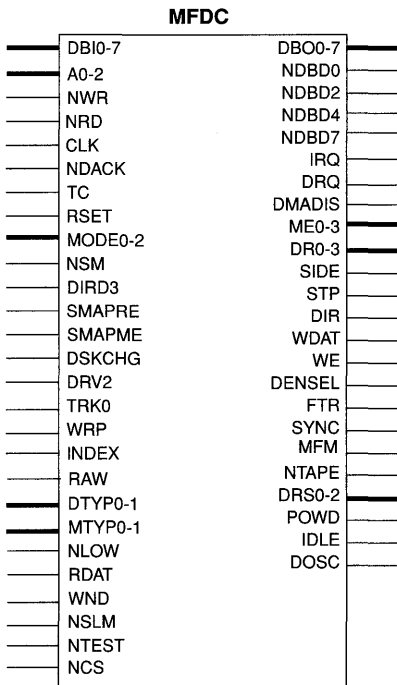 MFDC
DBI0-7
A0-2
NWR
NRD
CLK
NDACK
TC
RSET
MODE0-2
NSM
DIRD3
SMAPRE
SMAPME
DSKCHG
DRV2
TRK0
WRP
INDEX
RAW
DTYP0-1
MTYP0-1
NLOW
RDAT
WND
NSLM
NTEST
NCS
DBO0-7
NDBD0
NDBD2
NDBD4
NDBD7
IRQ
DRQ
DMADIS
ME0-3
DR0-3
SIDE
STP
DIR
WDAT
WE
DENSEL
FTR
SYNC
MFM
NTAPE
DRS0-2
POWD
IDLE
DOSC